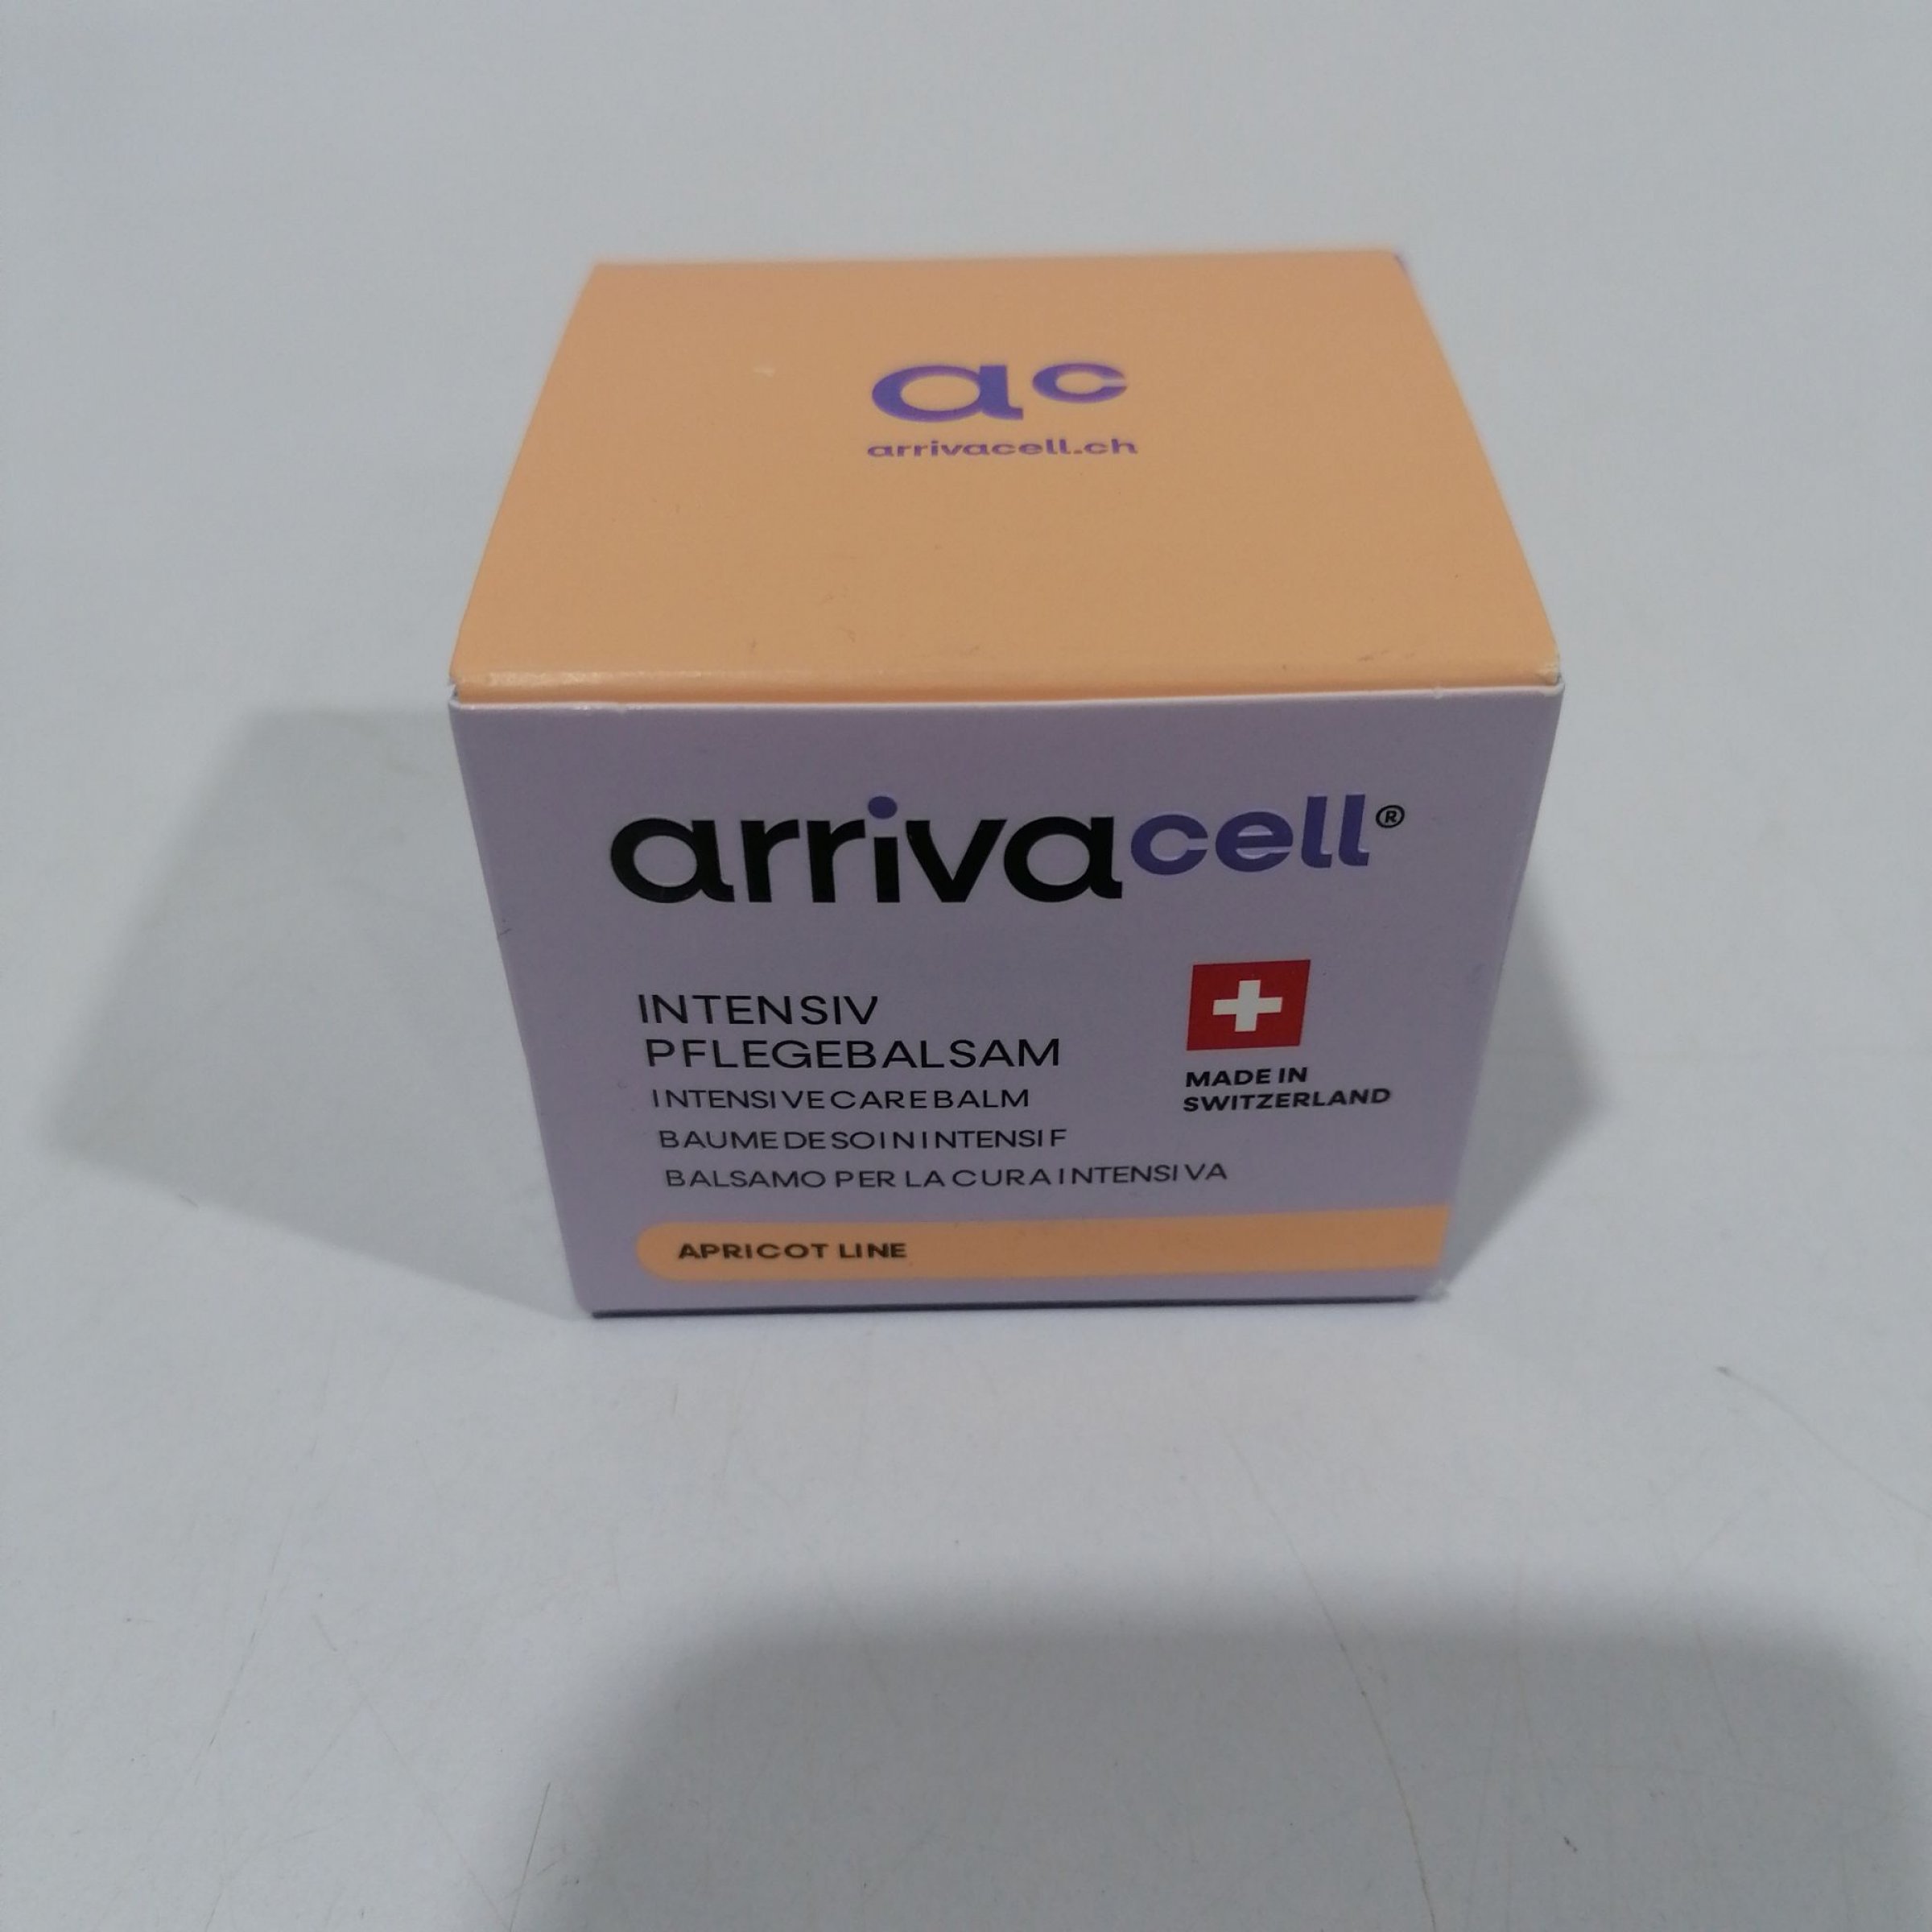 ac
arrivacell.ch
arrivacell®
INTENSIV
PFLEGEBALSAM
INTENSIVE CARE BALM
BAUME DE SOIN INTENSIF
BALSAMO PER LA CURA INTENSIVA
MADE IN
SWITZERLAND
APRICOT LINE